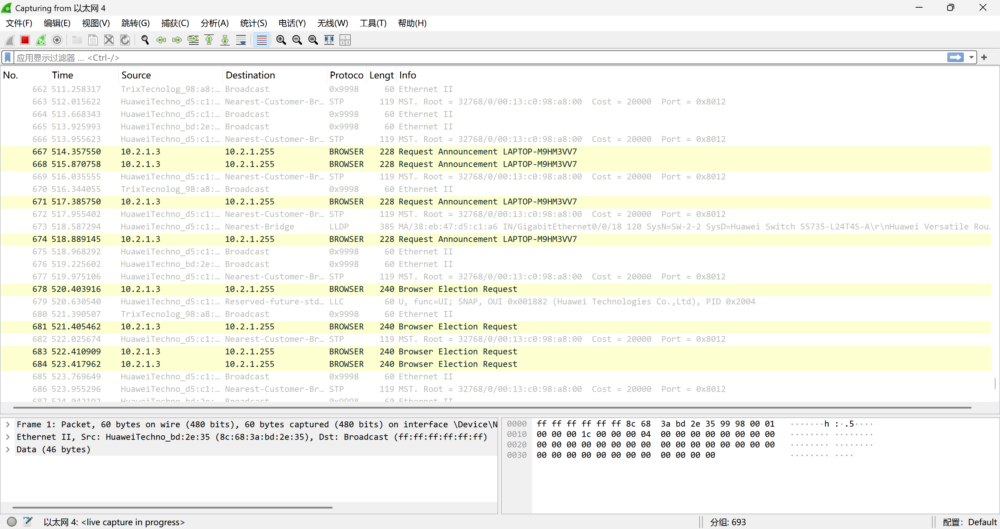 Capturing from 以太网 4
文件(F) 编辑(E) 视图(V) 跳转(G) 捕获(C) 分析(A) 统计(S) 电话(Y) 无线(W) 工具(T) 帮助(H)
应用显示过滤器 … <Ctrl-/>
No. Time Source Destination Protoco Lengt Info
662 511.258317 TrixTecnolog_98:a8:… Broadcast 0x9998 60 Ethernet II
663 512.015622 HuaweiTechno_d5:c1:… Nearest-Customer-Br… STP 119 MST. Root = 32768/0/00:13:c0:98:a8:00 Cost = 20000 Port = 0x8012
664 513.668343 HuaweiTechno_d5:c1:… Broadcast 0x9998 60 Ethernet II
665 513.925993 HuaweiTechno_bd:2e:… Broadcast 0x9998 60 Ethernet II
666 513.955623 HuaweiTechno_d5:c1:… Nearest-Customer-Br… STP 119 MST. Root = 32768/0/00:13:c0:98:a8:00 Cost = 20000 Port = 0x8012
667 514.357550 10.2.1.3 10.2.1.255 BROWSER 228 Request Announcement LAPTOP-M9HM3VV7
668 515.870758 10.2.1.3 10.2.1.255 BROWSER 228 Request Announcement LAPTOP-M9HM3VV7
669 516.035555 HuaweiTechno_d5:c1:… Nearest-Customer-Br… STP 119 MST. Root = 32768/0/00:13:c0:98:a8:00 Cost = 20000 Port = 0x8012
670 516.344055 TrixTecnolog_98:a8:… Broadcast 0x9998 60 Ethernet II
671 517.385750 10.2.1.3 10.2.1.255 BROWSER 228 Request Announcement LAPTOP-M9HM3VV7
672 517.955402 HuaweiTechno_d5:c1:… Nearest-Customer-Br… STP 119 MST. Root = 32768/0/00:13:c0:98:a8:00 Cost = 20000 Port = 0x8012
673 518.587294 HuaweiTechno_d5:c1:… Nearest-Bridge LLDP 385 MA/38:eb:47:d5:c1:a6 IN/GigabitEthernet0/0/18 120 SysN=SW-2-2 SysD=Huawei Switch S5735-L24T4S-A\r\nHuawei Versatile Rou…
674 518.889145 10.2.1.3 10.2.1.255 BROWSER 228 Request Announcement LAPTOP-M9HM3VV7
675 518.968292 HuaweiTechno_d5:c1:… Broadcast 0x9998 60 Ethernet II
676 519.225602 HuaweiTechno_bd:2e:… Broadcast 0x9998 60 Ethernet II
677 519.975106 HuaweiTechno_d5:c1:… Nearest-Customer-Br… STP 119 MST. Root = 32768/0/00:13:c0:98:a8:00 Cost = 20000 Port = 0x8012
678 520.403916 10.2.1.3 10.2.1.255 BROWSER 240 Browser Election Request
679 520.630540 HuaweiTechno_d5:c1:… Reserved-future-std… LLC 60 U, func=UI; SNAP, OUI 0x001882 (Huawei Technologies Co.,Ltd), PID 0x2004
680 521.390507 TrixTecnolog_98:a8:… Broadcast 0x9998 60 Ethernet II
681 521.405462 10.2.1.3 10.2.1.255 BROWSER 240 Browser Election Request
682 522.025674 HuaweiTechno_d5:c1:… Nearest-Customer-Br… STP 119 MST. Root = 32768/0/00:13:c0:98:a8:00 Cost = 20000 Port = 0x8012
683 522.410909 10.2.1.3 10.2.1.255 BROWSER 240 Browser Election Request
684 523.417962 10.2.1.3 10.2.1.255 BROWSER 240 Browser Election Request
685 523.769649 HuaweiTechno_d5:c1:… Broadcast 0x9998 60 Ethernet II
686 523.955296 HuaweiTechno_d5:c1:… Nearest-Customer-Br… STP 119 MST. Root = 32768/0/00:13:c0:98:a8:00 Cost = 20000 Port = 0x8012
687 524.042192 HuaweiTechno_bd:2e: Broadcast 0x9998 60 Ethernet II
Frame 1: Packet, 60 bytes on wire (480 bits), 60 bytes captured (480 bits) on interface \Device\N
Ethernet II, Src: HuaweiTechno_bd:2e:35 (8c:68:3a:bd:2e:35), Dst: Broadcast (ff:ff:ff:ff:ff:ff)
Data (46 bytes)
0000 ff ff ff ff ff ff 8c 68 3a bd 2e 35 99 98 00 01 ·······h :·.5····
0010 00 00 00 1c 00 00 00 04 00 00 00 00 00 00 00 00 ········ ········
0020 00 00 00 00 00 00 00 00 00 00 00 00 00 00 00 00 ········ ········
0030 00 00 00 00 00 00 00 00 00 00 00 00 ········ ····
以太网 4: <live capture in progress> 分组: 693 配置: Default